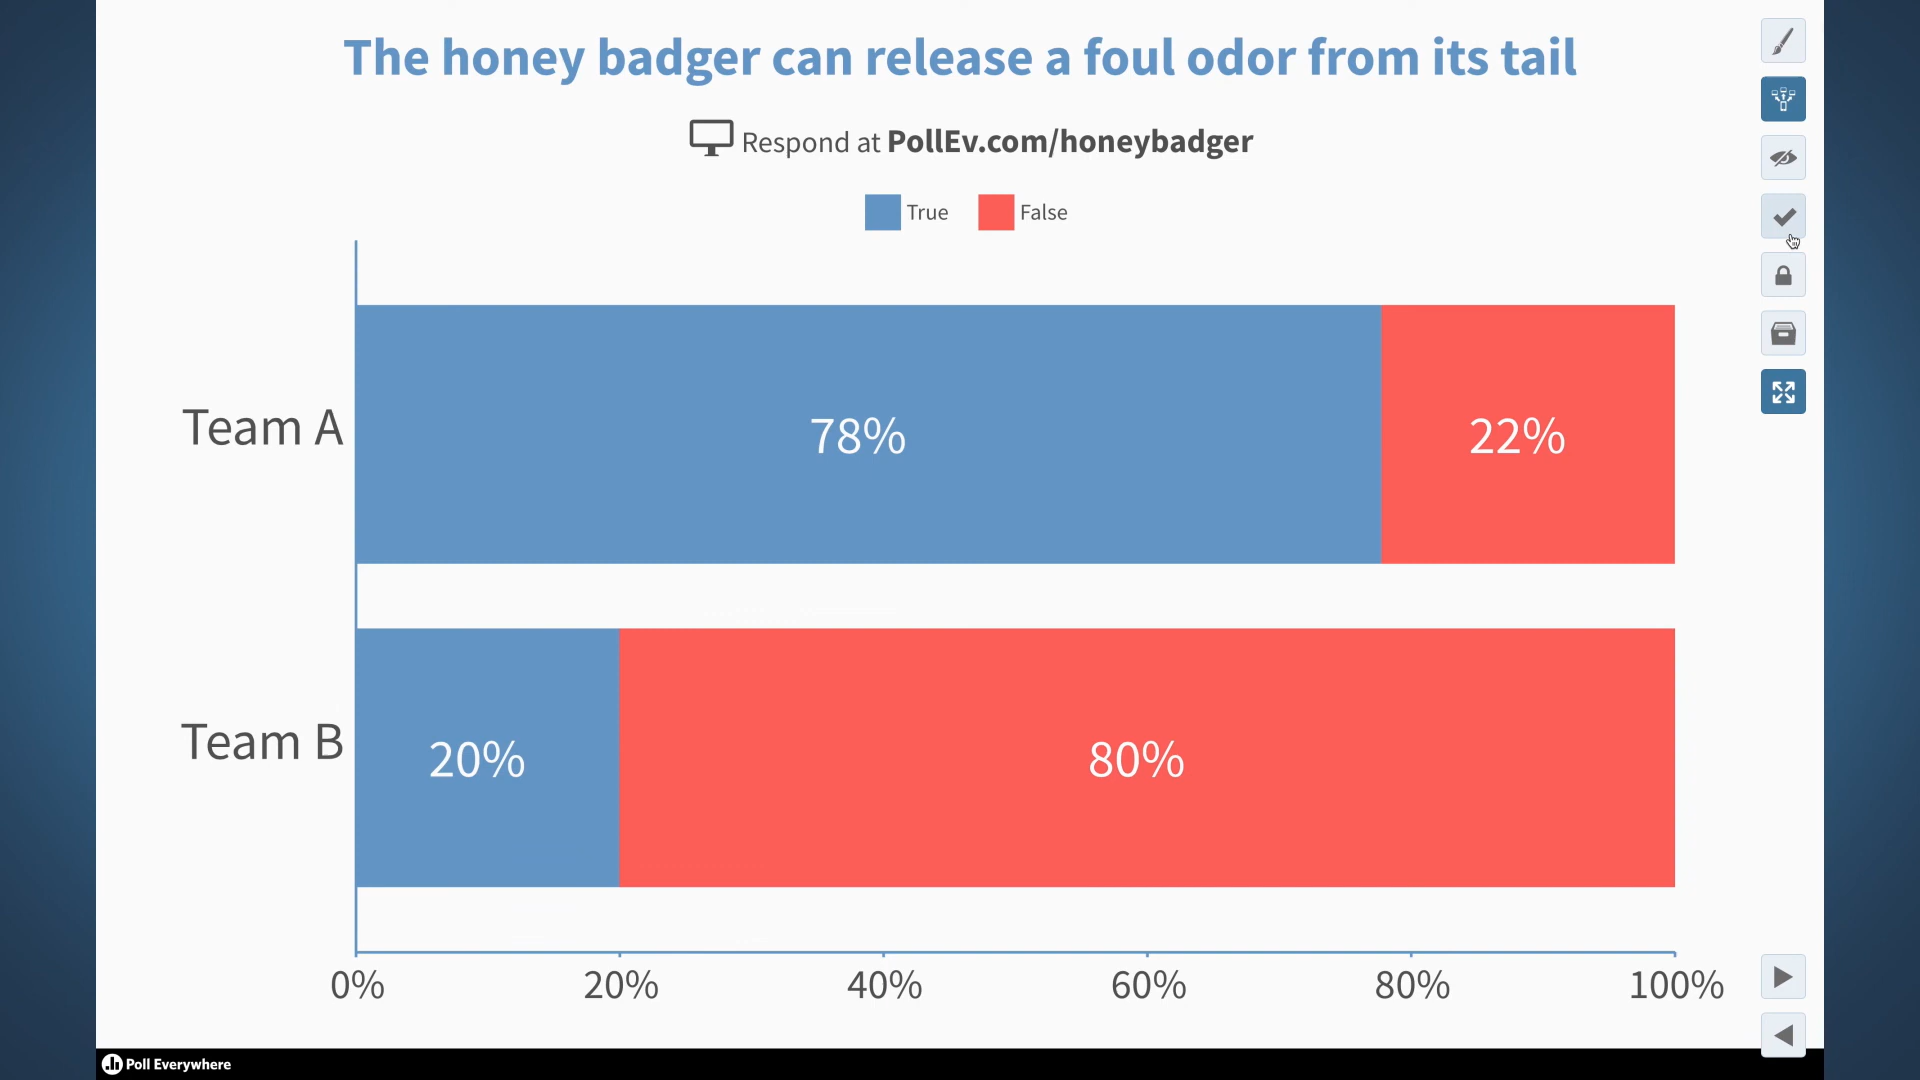 The honey badger can release a foul odor from its tail
Respond at PollEv.com/honeybadger
True False
Team A 78% 22%
Team B 20% 80%
0% 20% 40% 60% 80% 100%
Poll Everywhere